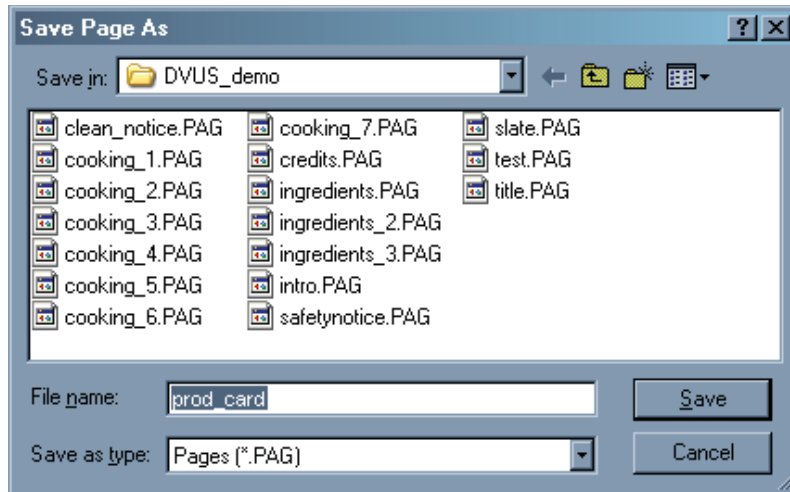 Save Page As
Save in: DVUS_demo
clean_notice.PAG cooking_7.PAG slate.PAG
cooking_1.PAG credits.PAG test.PAG
cooking_2.PAG ingredients.PAG title.PAG
cooking_3.PAG ingredients_2.PAG
cooking_4.PAG ingredients_3.PAG
cooking_5.PAG intro.PAG
cooking_6.PAG safetynotice.PAG
File name: prod_card Save
Save as type: Pages (*.PAG) Cancel